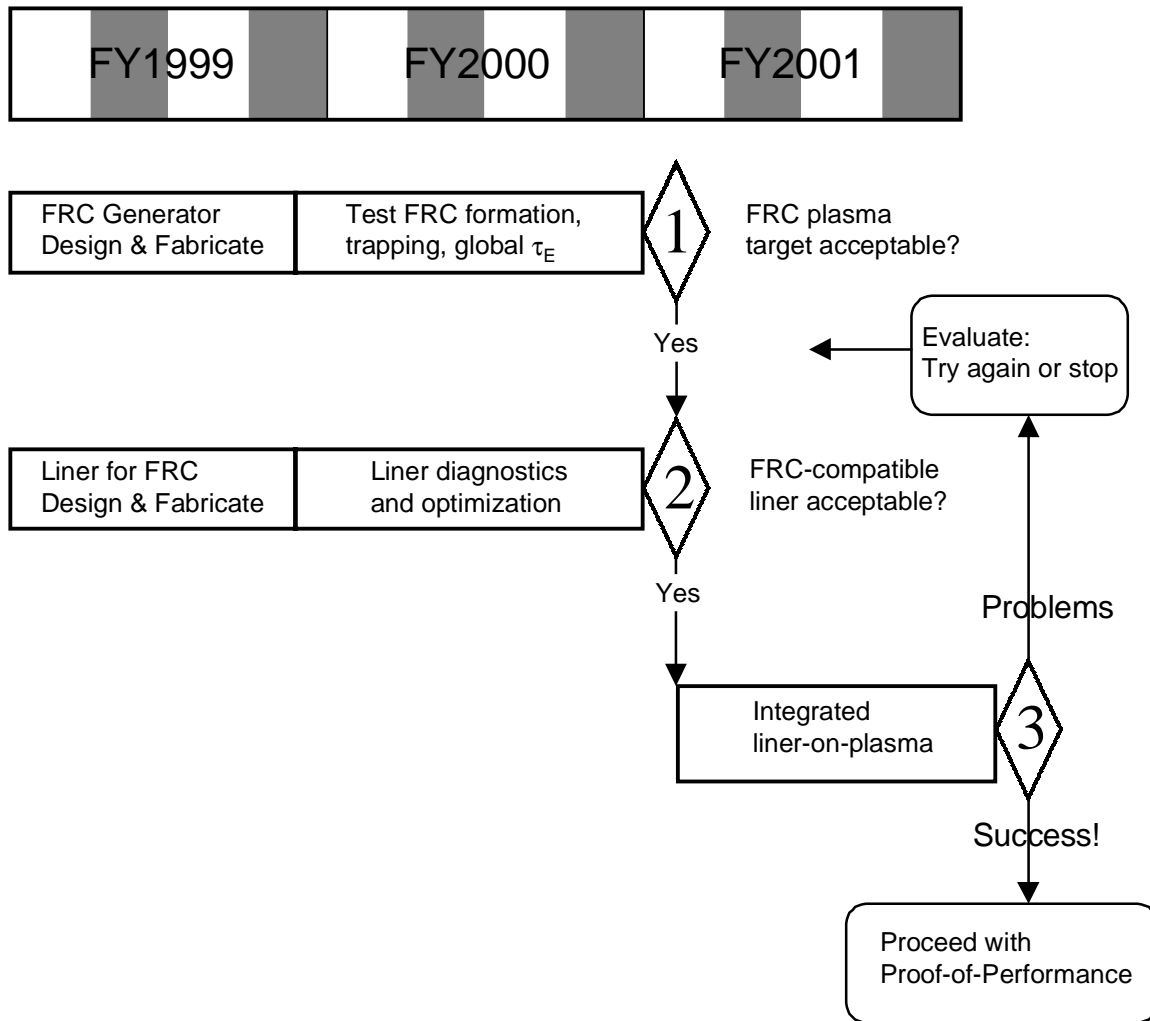 FY1999 FY2000 FY2001
FRC Generator
Design & Fabricate
Test FRC formation,
trapping, global τE
1
FRC plasma
target acceptable?
Yes
Evaluate:
Try again or stop
Liner for FRC
Design & Fabricate
Liner diagnostics
and optimization
2
FRC-compatible
liner acceptable?
Yes
Problems
Integrated
liner-on-plasma
3
Success!
Proceed with
Proof-of-Performance